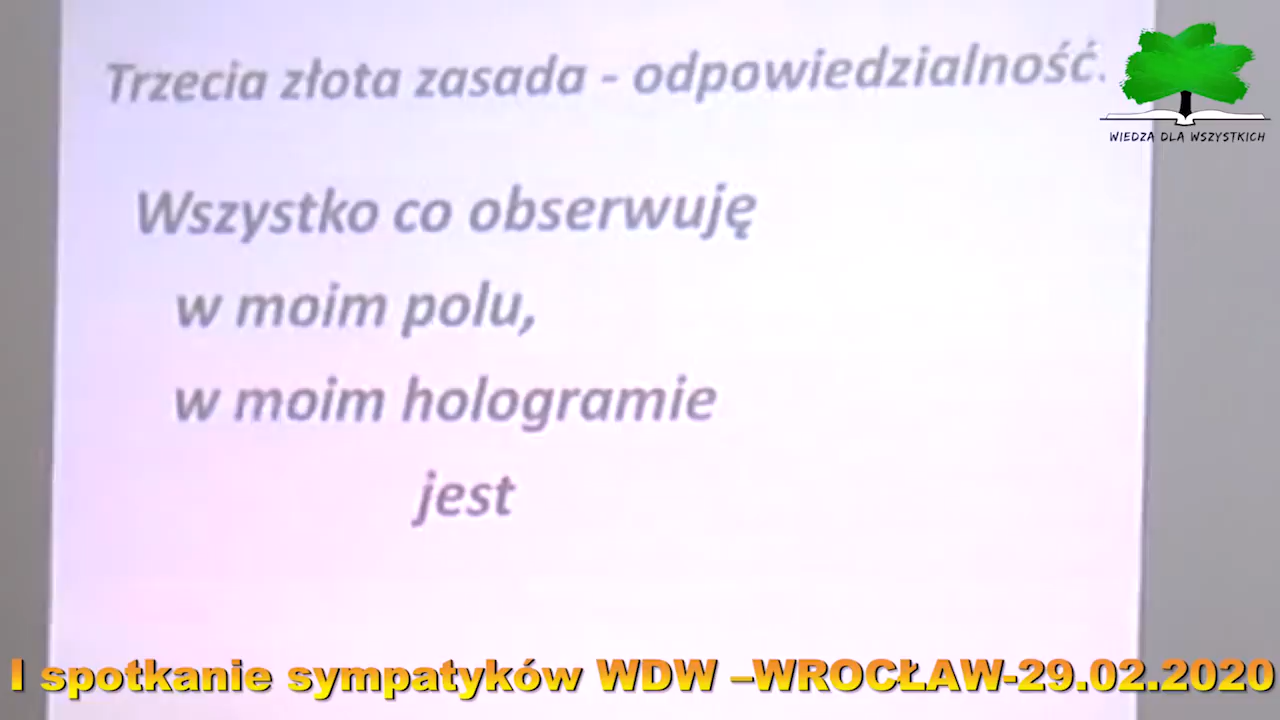 Trzecia złota zasada - odpowiedzialność.
WIEDZA DLA WSZYSTKICH
Wszystko co obserwuję
w moim polu,
w moim hologramie
jest
I spotkanie sympatyków WDW –WROCŁAW-29.02.2020